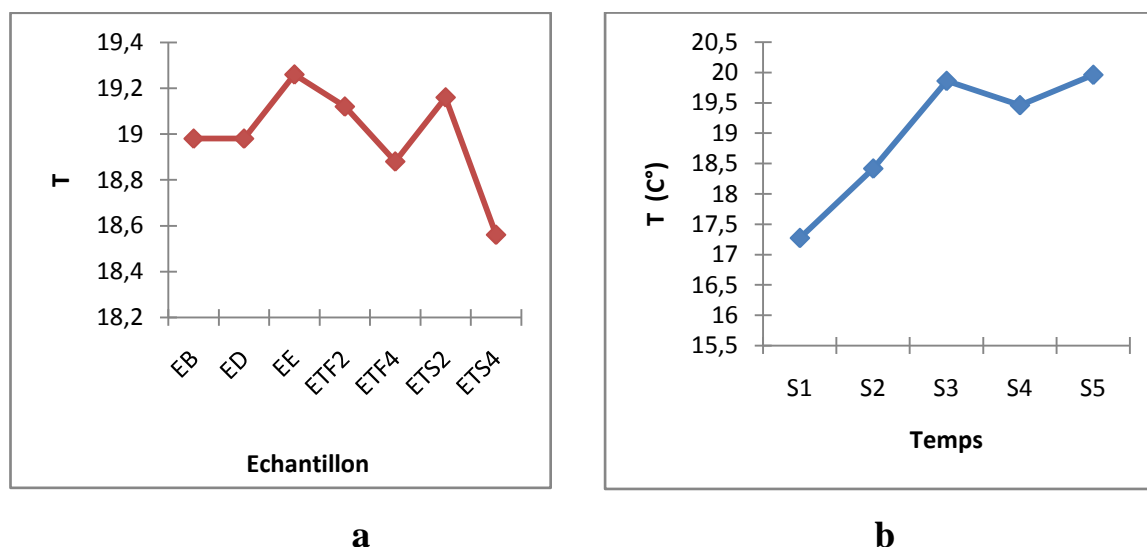 19,4
19,2
19
18,8
18,6
18,4
18,2
T
EB ED EE ETF2 ETF4 ETS2 ETS4
Echantillon
a
20,5
20
19,5
19
18,5
18
17,5
17
16,5
16
15,5
T (C°)
S1 S2 S3 S4 S5
Temps
b